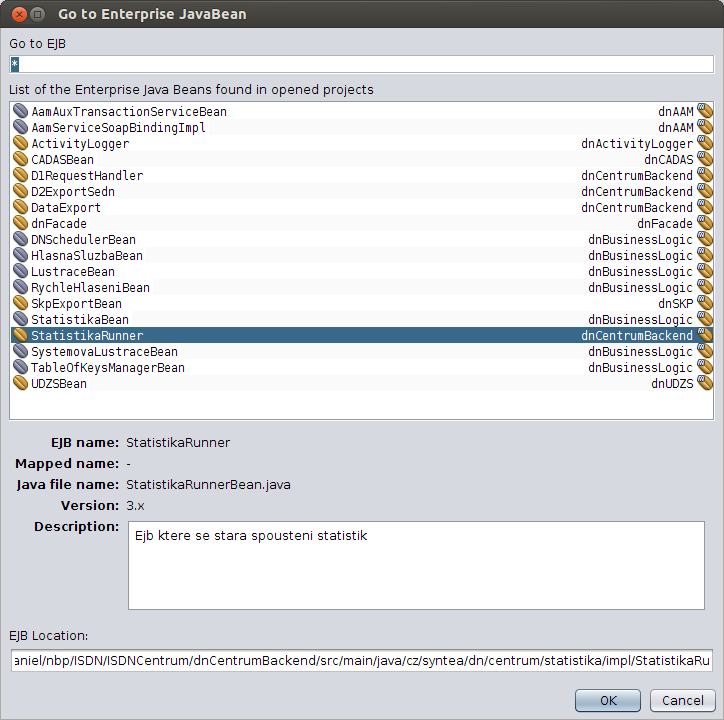 Go to Enterprise JavaBean
Go to EJB
*
List of the Enterprise Java Beans found in opened projects
AamAuxTransactionServiceBean dnAAM
AamServiceSoapBindingImpl dnAAM
ActivityLogger dnActivityLogger
CADASBean dnCADAS
D1RequestHandler dnCentrumBackend
D2ExportSedn dnCentrumBackend
DataExport dnCentrumBackend
dnFacade dnFacade
DNSchedulerBean dnBusinessLogic
HlasnaSluzbaBean dnBusinessLogic
LustraceBean dnBusinessLogic
RychleHlaseniBean dnBusinessLogic
SkpExportBean dnSKP
StatistikaBean dnBusinessLogic
StatistikaRunner dnCentrumBackend
SystemovaLustraceBean dnBusinessLogic
TableOfKeysManagerBean dnBusinessLogic
UDZSBean dnUDZS
EJB name: StatistikaRunner
Mapped name: -
Java file name: StatistikaRunnerBean.java
Version: 3.x
Description: Ejb ktere se stara spousteni statistik
EJB Location:
aniel/nbp/ISDN/ISDNCentrum/dnCentrumBackend/src/main/java/cz/syntea/dn/centrum/statistika/impl/StatistikaRu
OK Cancel